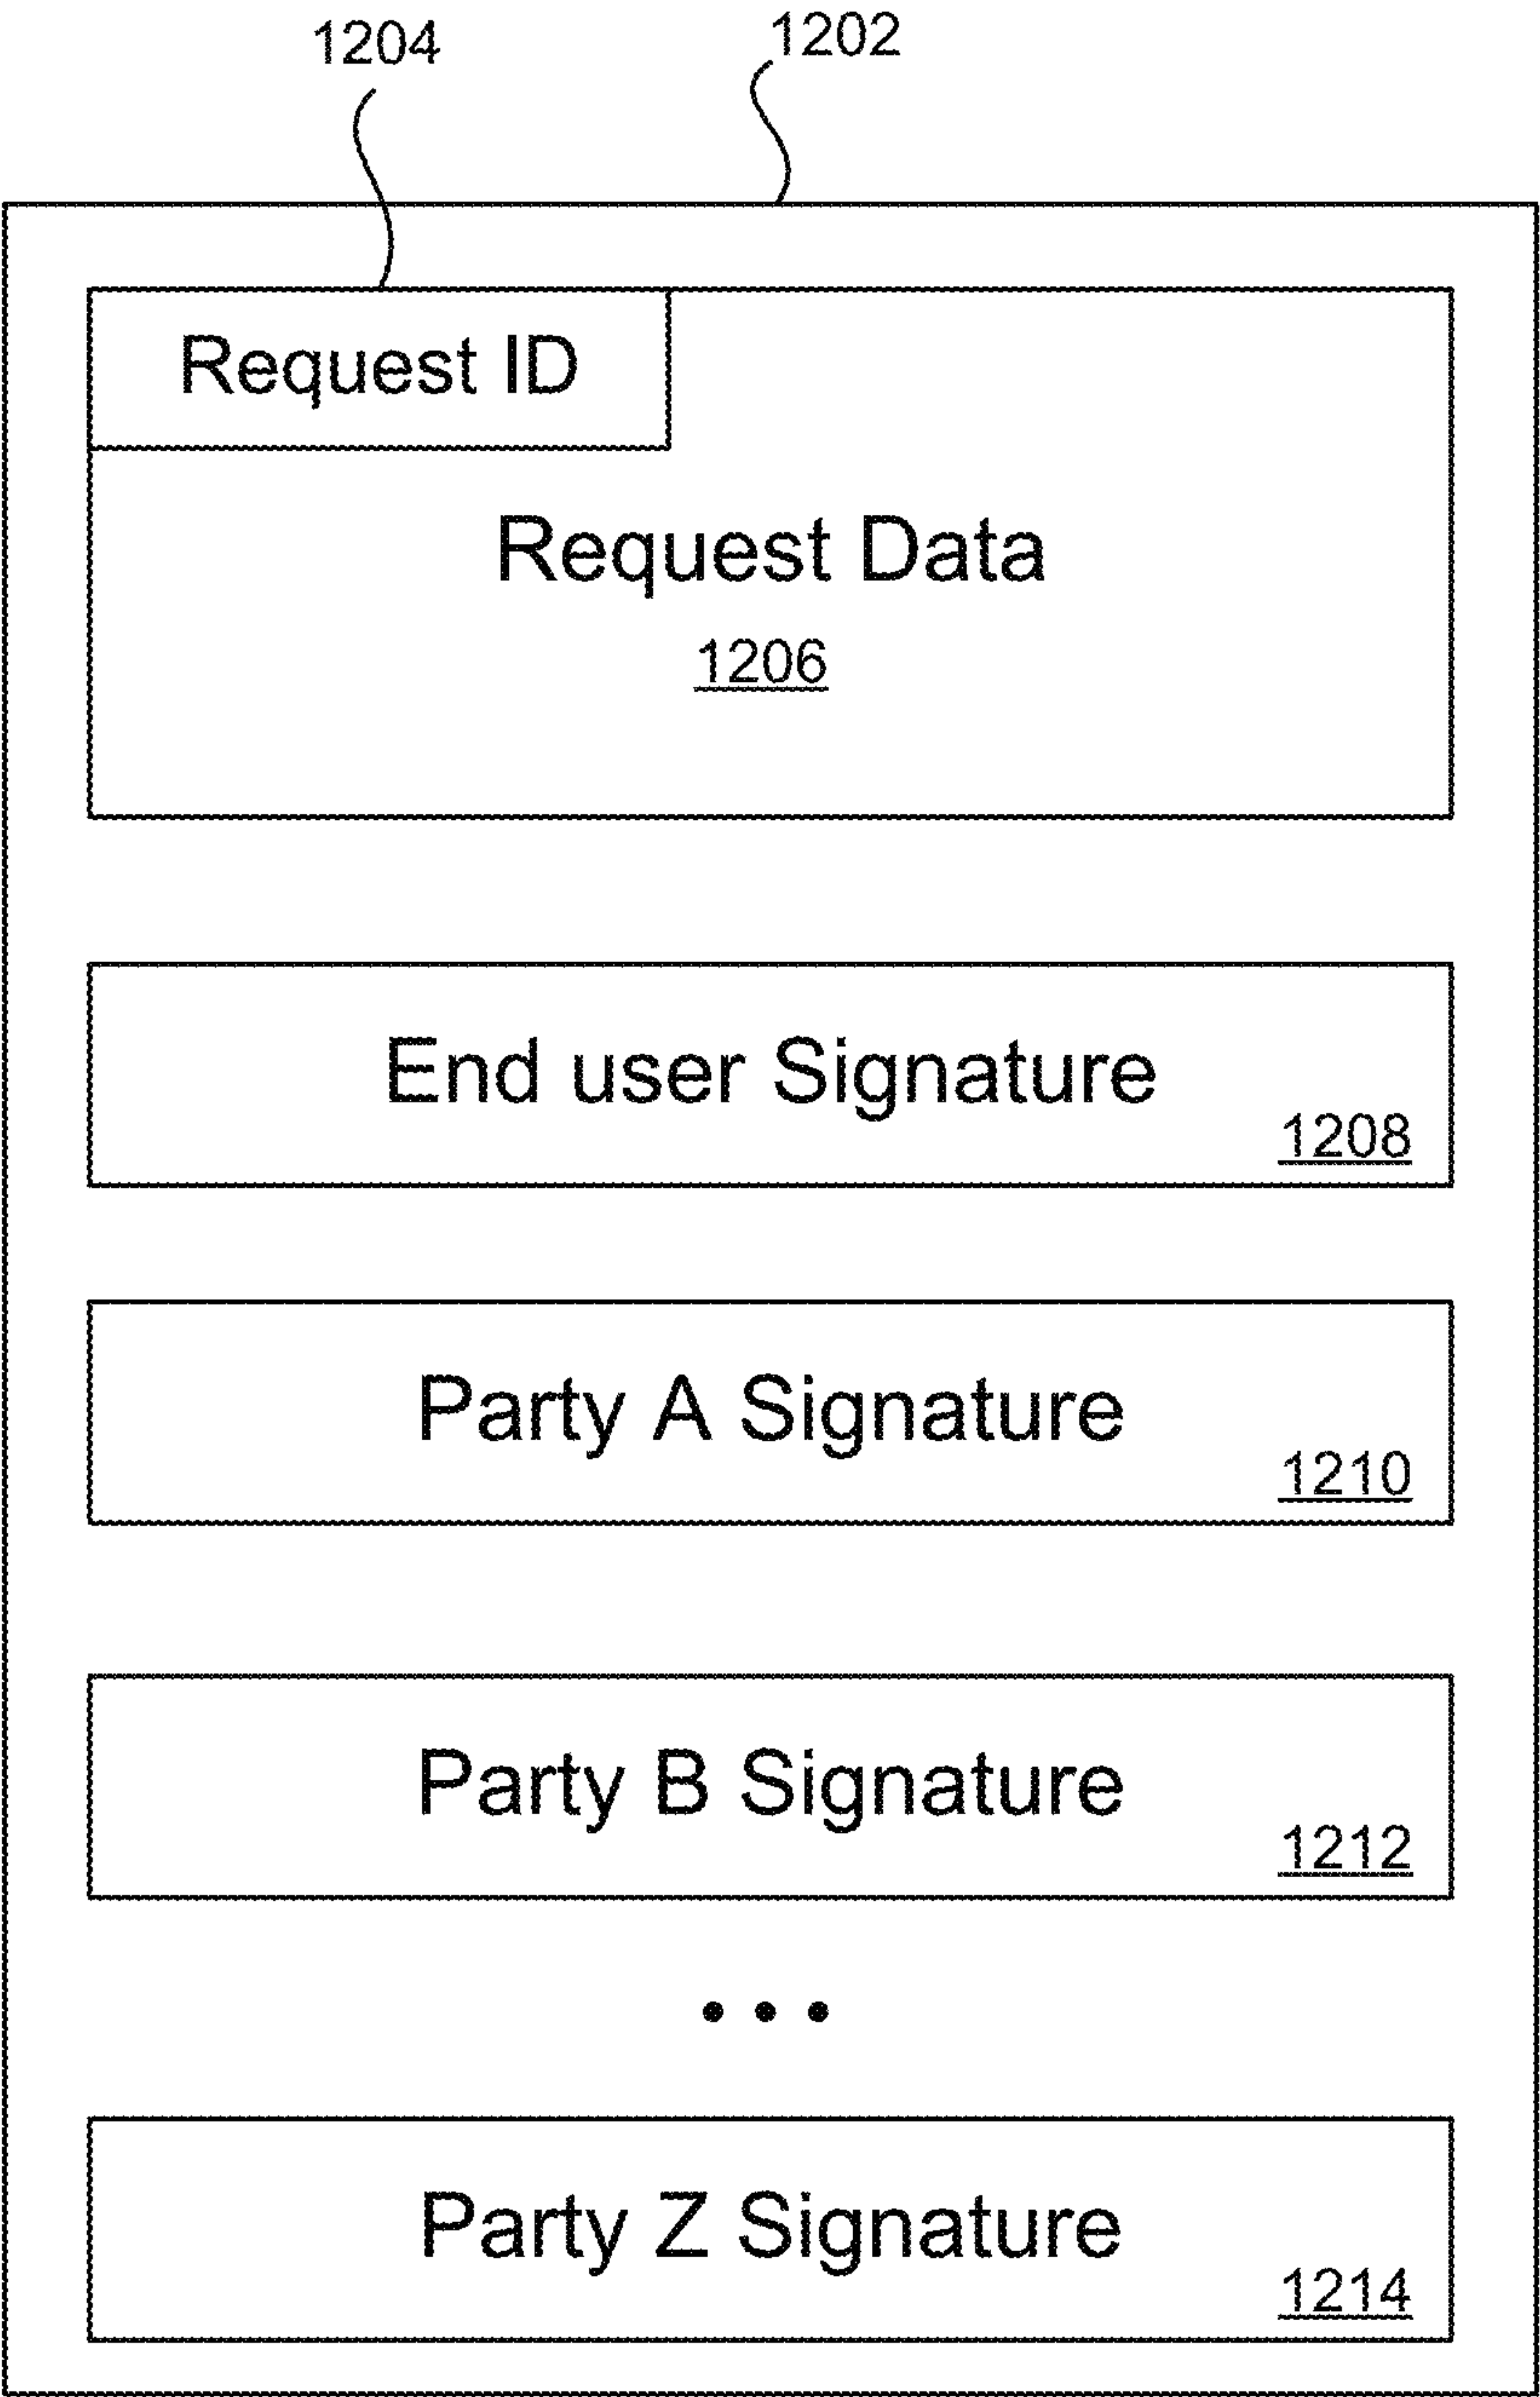 1204
1202
Request ID
Request Data
1206
End user Signature
1208
Party A Signature
1210
Party B Signature
1212
...
Party Z Signature
1214